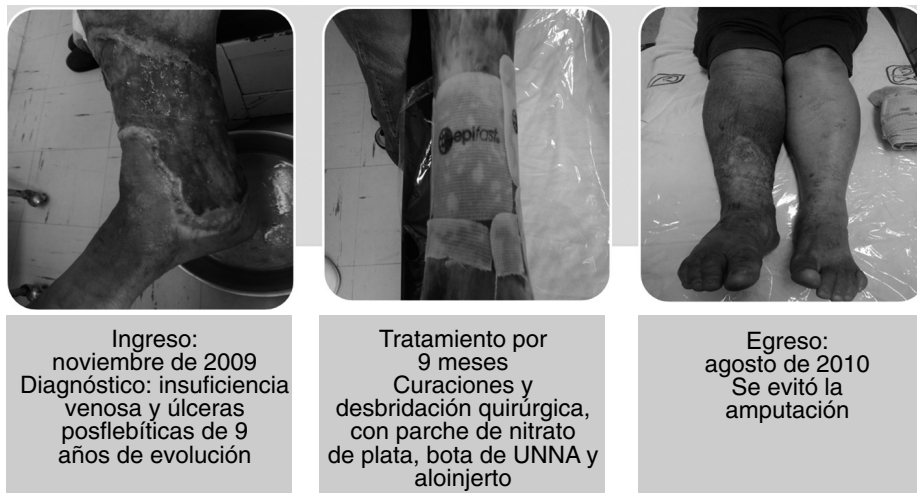 epifast
Ingreso:
noviembre de 2009
Diagnóstico: insuficiencia
venosa y úlceras
posflebíticas de 9
años de evolución
Tratamiento por
9 meses
Curaciones y
desbridación quirúrgica,
con parche de nitrato
de plata, bota de UNNA y
aloinjerto
Egreso:
agosto de 2010
Se evitó la
amputación